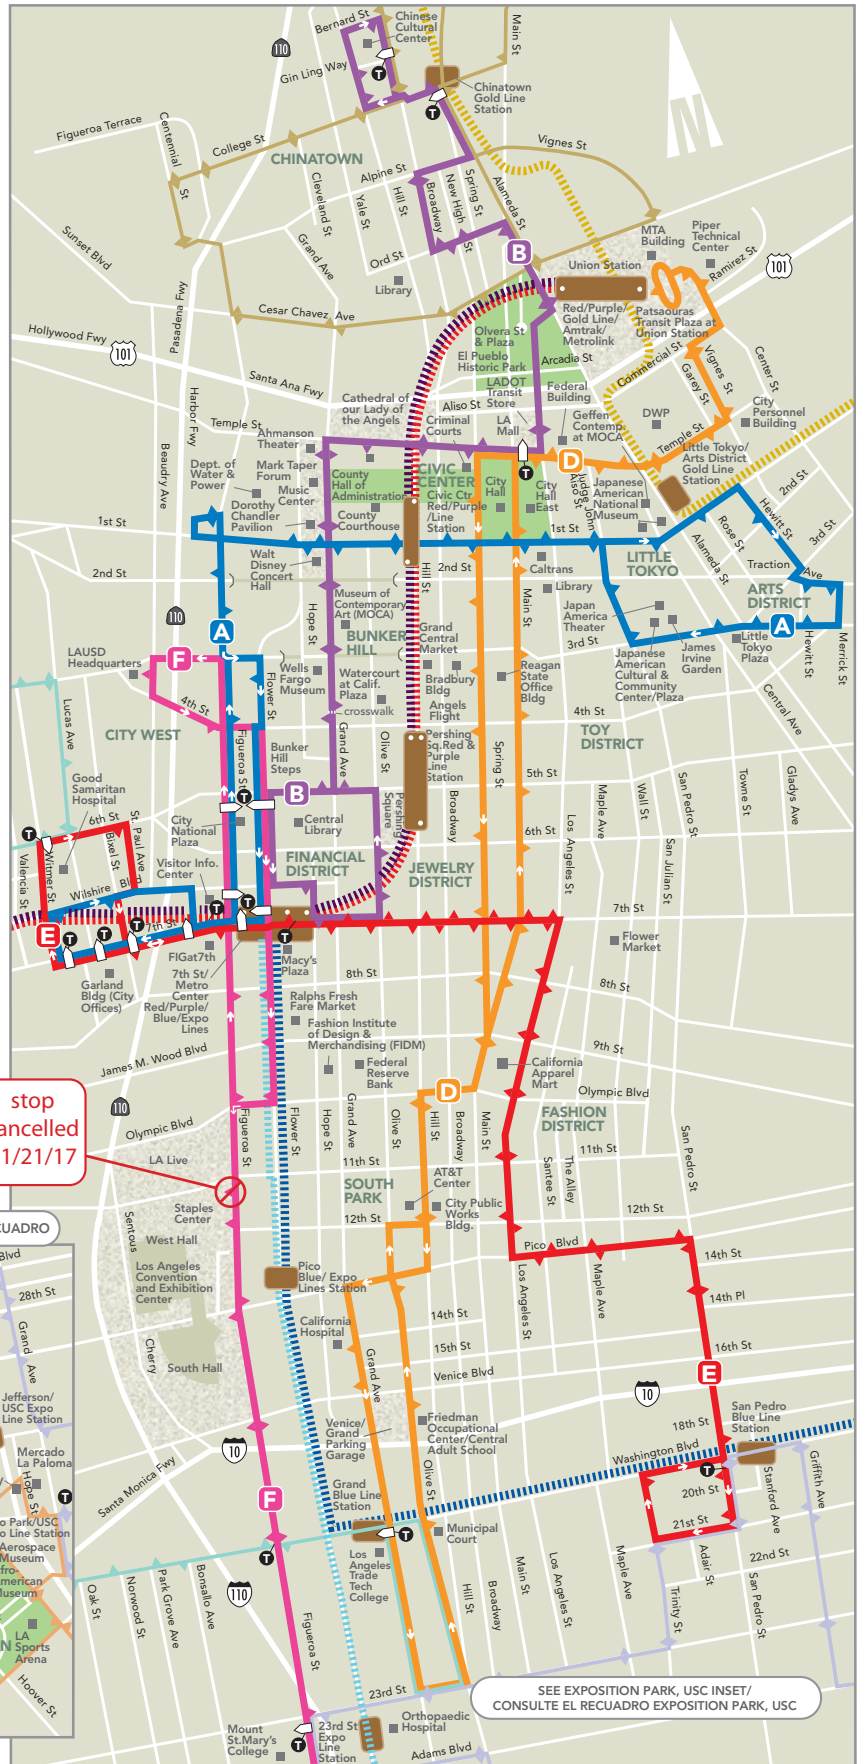 Bernard St
Chinese
Cultural
Center
Main St
110
Gin Ling Way
T
Chinatown
Gold Line
Station
T
Figueroa Terrace
Centennial
St
College St
CHINATOWN
Vignes St
Alpine St
Cleveland St
Yale St
Hill St
Broadway
New High
St
Spring St
Alameda St
Sunset Blvd
Grand Ave
Ord St
Library
B
MTA
Building
Piper
Technical
Center
Ramirez St
101
Union Station
Pasadena Fwy
Cesar Chavez Ave
Red/Purple/
Gold Line/
Amtrak/
Metrolink
Patsaouras
Transit Plaza at
Union Station
Hollywood Fwy
101
Olvera St
& Plaza
El Pueblo
Historic Park
Arcadia St
Commercial St
Garey St
Vignes St
Center St
Santa Ana Fwy
Harbor Fwy
Cathedral of
our Lady of
the Angels
Aliso St
LADOT
Transit
Store
Federal
Building
Criminal
Courts
LA
Mall
Geffen
Contemp.
at MOCA
DWP
City
Personnel
Building
Temple St
Ahmanson
Theater
Temple St
Beaudry Ave
Dept. of
Water &
Power
Mark Taper
Forum
Music
Center
Dorothy
Chandler
Pavilion
County
Hall of
Administration
County
Courthouse
CIVIC
CENTER
Civic Ctr
Red/Purple
/Line
Station
City
Hall
T
City
Hall
East
D
Judge John
Aliso St
Japanese
American
National
Museum
Little Tokyo/
Arts District
Gold Line
Station
2nd St
Hewitt St
3rd St
1st St
1st St
Rose St
Alameda St
Traction
Ave
2nd St
Walt
Disney
Concert
Hall
Hill St
2nd St
Main St
Caltrans
Library
LITTLE
TOKYO
ARTS
DISTRICT
110
A
Hope St
Museum of
Contemporary
Art (MOCA)
BUNKER
HILL
Grand
Central
Market
Japan
America
Theater
3rd St
Japanese
American
Cultural &
Community
Center/Plaza
James
Irvine
Garden
Little
Tokyo
Plaza
A
Hewitt St
Merrick St
LAUSD
Headquarters
F
Wells
Fargo
Museum
Watercourt
at Calif.
Plaza
Bradbury
Bldg
Angels
Flight
Reagan
State
Office
Bldg
Central Ave
4th St
Flower St
crosswalk
4th St
Lucas Ave
CITY WEST
Figueroa St
Bunker
Hill
Steps
Grand Ave
Olive St
Pershing
Sq.Red &
Purple
Line
Station
Spring St
TOY
DISTRICT
Good
Samaritan
Hospital
T
B
5th St
Broadway
Maple Ave
Wall St
San Pedro St
Towne St
Gladys Ave
6th St
T
Bixel St
St. Paul Ave
City
National
Plaza
Central
Library
Pershing
Square
6th St
Los Angeles St
San Julian St
Valencia St
Witmer St
Wilshire Blvd
Visitor Info.
Center
FINANCIAL
DISTRICT
JEWELRY
DISTRICT
E
T
T
T
7th St
T
T
T
7th St
FIGat7th
Macy's
Plaza
Flower
Market
Garland
Bldg (City
Offices)
7th St/
Metro
Center
Red/Purple/
Blue/Expo
Lines
8th St
8th St
Ralphs Fresh
Fare Market
Fashion Institute
of Design &
Merchandising (FIDM)
James M. Wood Blvd
Federal
Reserve
Bank
California
Apparel
Mart
9th St
stop
ancelled
1/21/17
110
Olympic Blvd
D
Olympic Blvd
Figueroa St
Flower St
Hope St
Grand Ave
Olive St
Hill St
Broadway
Main St
FASHION
DISTRICT
LA Live
11th St
11th St
Santee St
The Alley
San Pedro St
SOUTH
PARK
AT&T
Center
Staples
Center
12th St
City Public
Works
Bldg.
12th St
CUADRO
Sentous
West Hall
Pico Blvd
14th St
Blvd
Los Angeles
Convention
and Exhibition
Center
Pico
Blue/ Expo
Lines Station
Los Angeles St
Maple Ave
28th St
14th Pl
Grand Ave
California
Hospital
14th St
Cherry
15th St
16th St
South Hall
Grand Ave
Venice Blvd
E
Jefferson/
USC Expo
Line Station
10
Venice/
Grand
Parking
Garage
Friedman
Occupational
Center/Central
Adult School
San Pedro
Blue Line
Station
18th St
Mercado
La Paloma
Hope St
T
10
Santa Monica Fwy
Washington Blvd
T
Stanford Ave
Griffith Ave
F
Grand
Blue Line
Station
Olive St
20th St
21st St
o Park/USC
o Line Station
Aerospace
Museum
fro-
merican
useum
T
T
Municipal
Court
Los
Angeles
Trade
Tech
College
22nd St
Oak St
Norwood St
Park Grove Ave
Bonsallo Ave
110
Hill St
Broadway
Main St
Los Angeles St
Maple Ave
Trinity St
Adair St
San Pedro St
N
LA
Sports
Arena
Figueroa St
Hoover St
23rd St
SEE EXPOSITION PARK, USC INSET/
CONSULTE EL RECUADRO EXPOSITION PARK, USC
Mount
St.Mary's
College
T
23rd St
Expo
Line
Station
Orthopaedic
Hospital
Adams Blvd